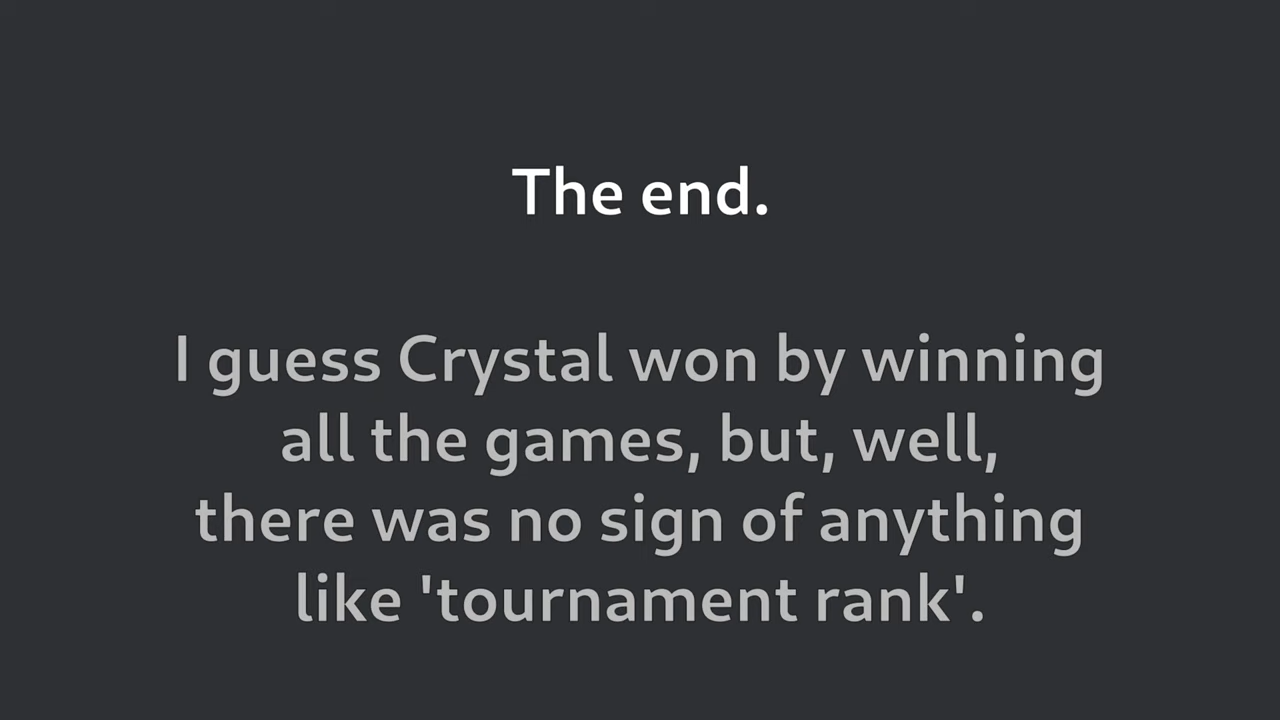 The end.
I guess Crystal won by winning
all the games, but, well,
there was no sign of anything
like 'tournament rank'.